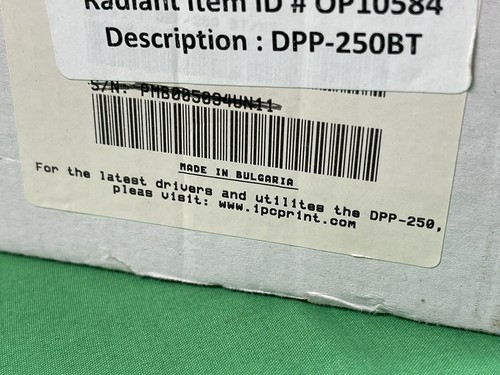 Radiant Item ID # OP10584
Description : DPP-250BT
S/N: PMB005084UN11
MADE IN BULGARIA
For the latest drivers and utilites the DPP-250,
pleas visit: www.ipcprint.com